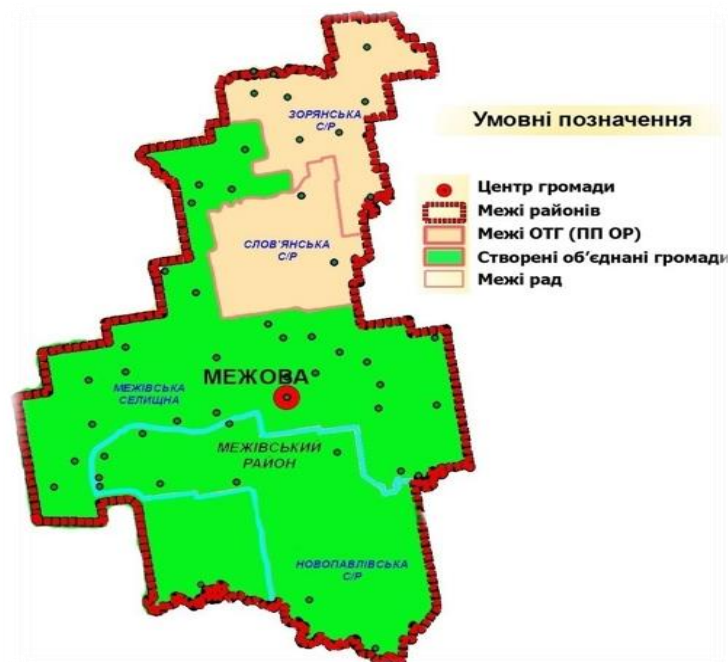 ЗОРЯНСЬКА
С/Р
Умовні позначення
Центр громади
Межі районів
Межі ОТГ (ПП ОР)
Створені об'єднані громади
Межі рад
СЛОВ'ЯНСЬКА
С/Р
МЕЖОВА
МЕЖІВСЬКА
СЕЛИЩНА
МЕЖІВСЬКИЙ
РАЙОН
НОВОПАВЛІВСЬКА
С/Р